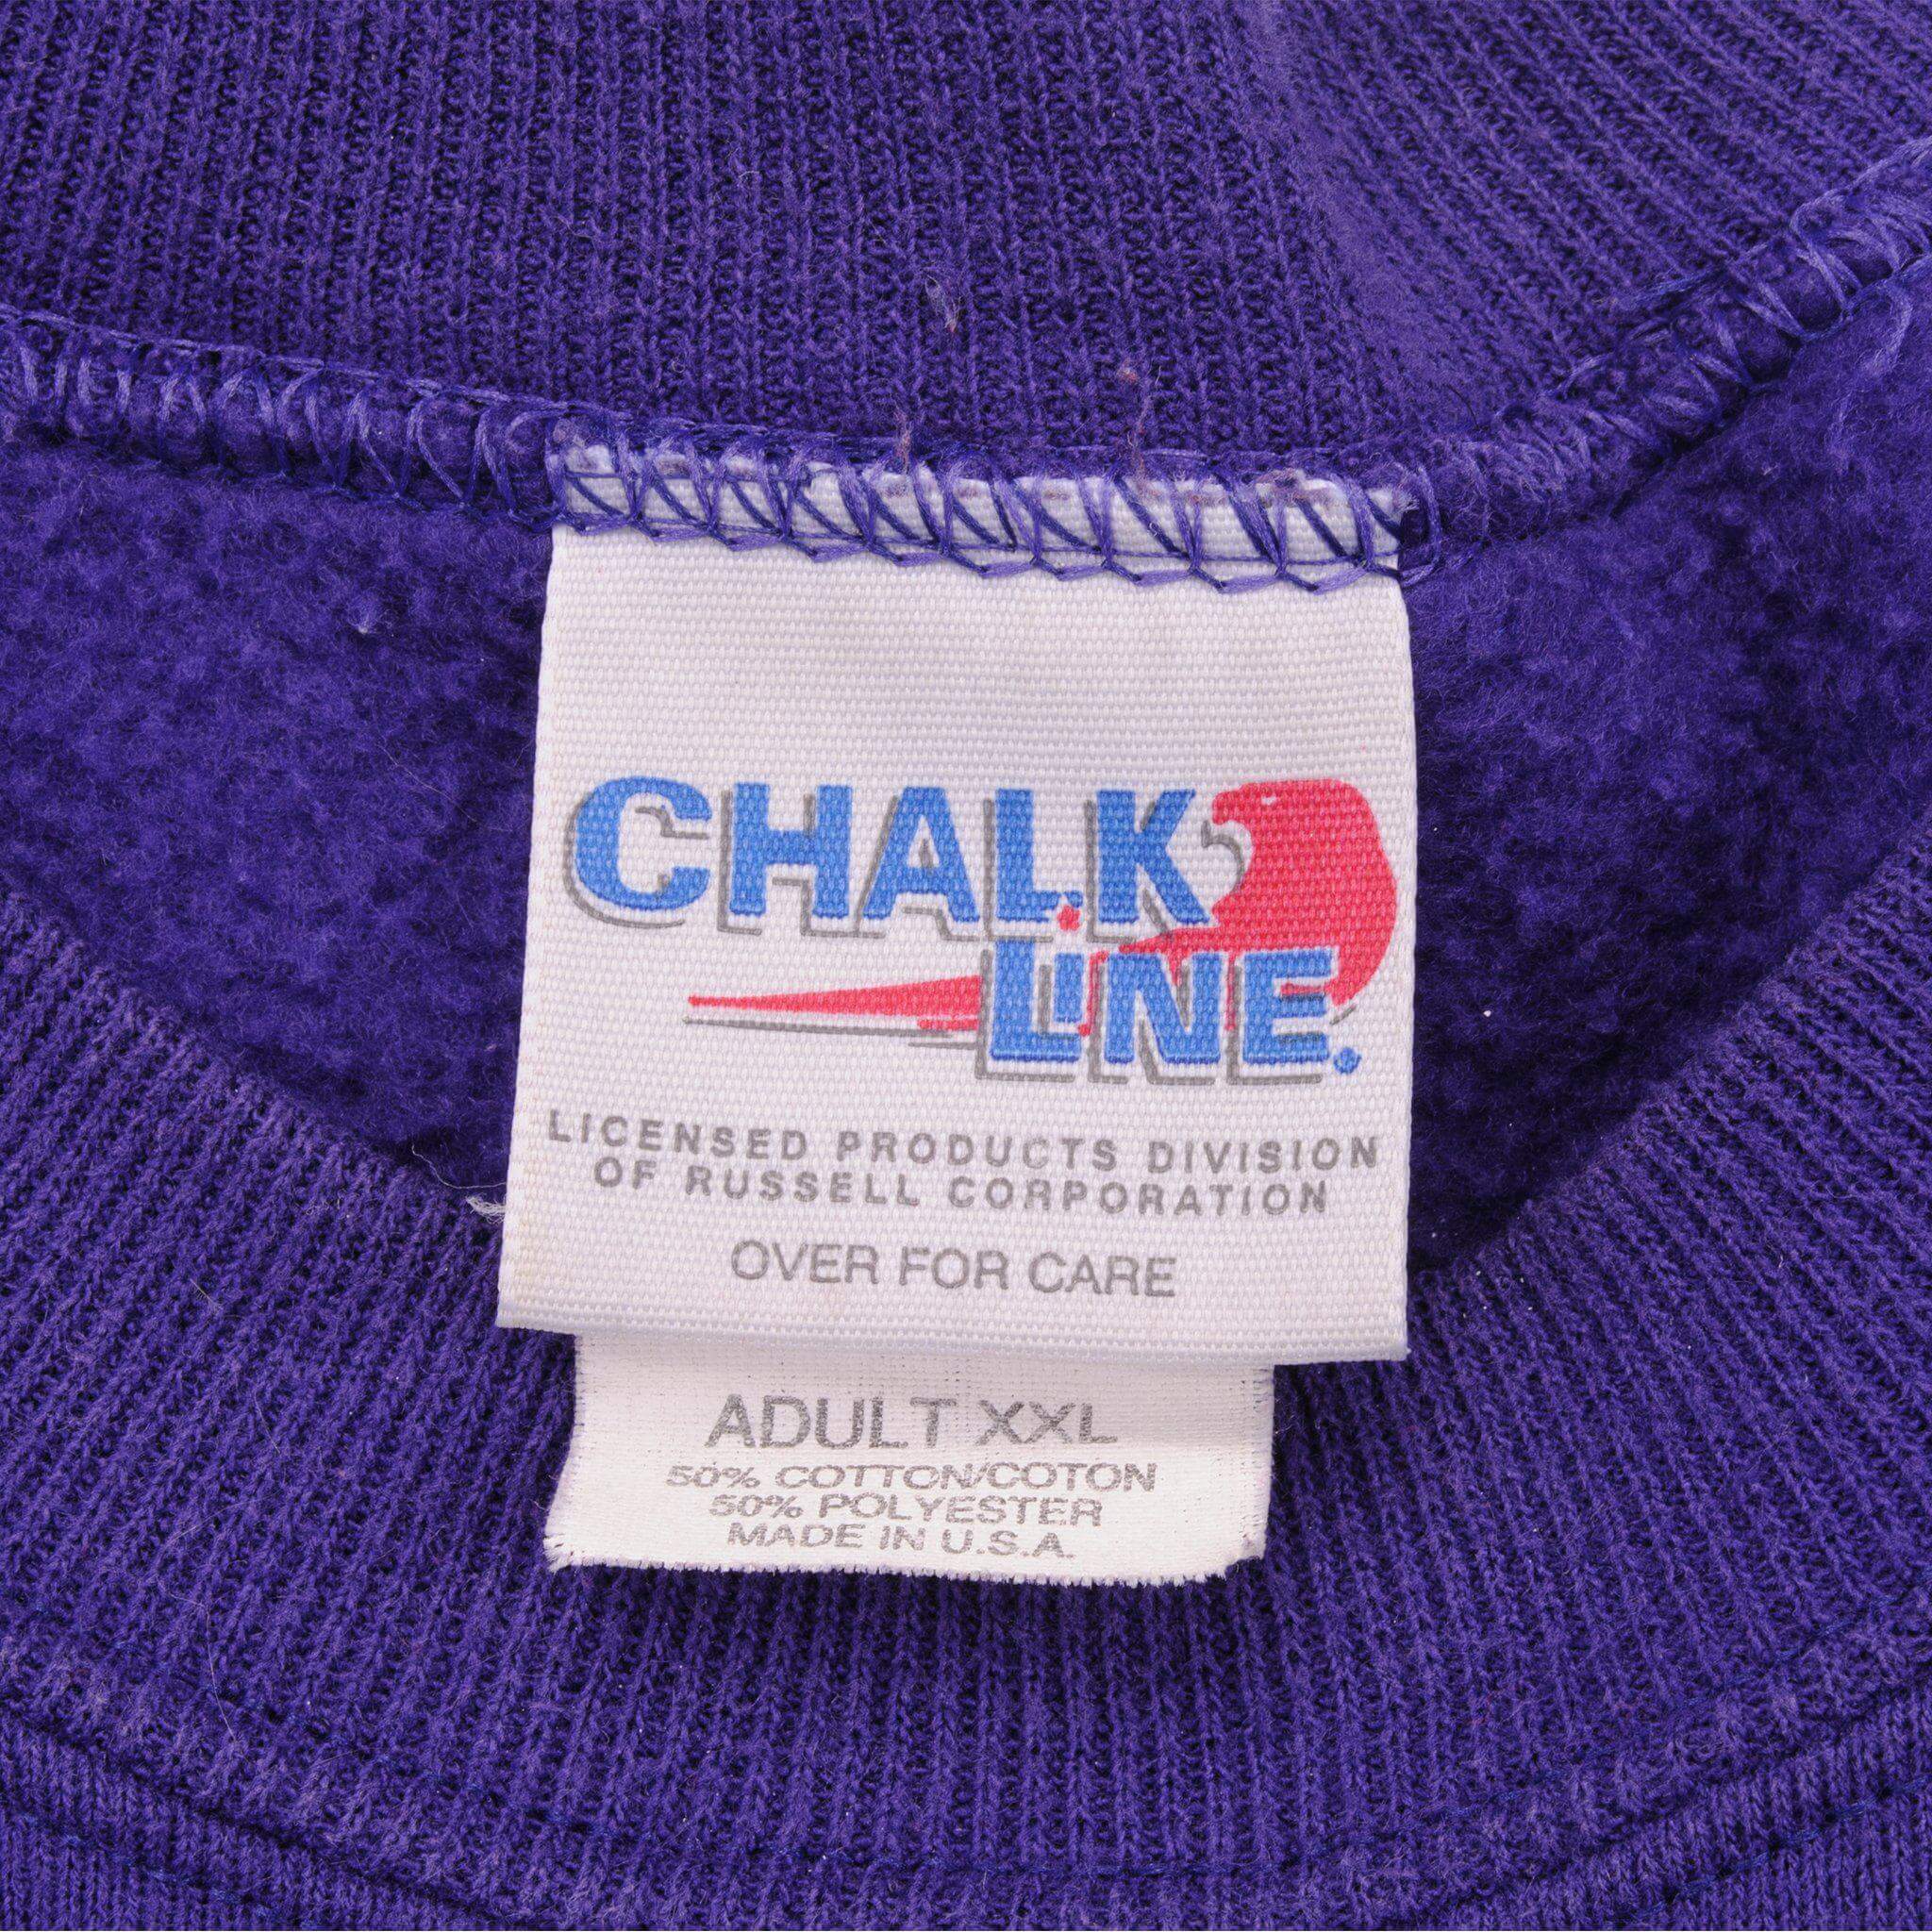 CHALK
LiNE.
LICENSED PRODUCTS DIVISION
OF RUSSELL CORPORATION
OVER FOR CARE
ADULT XXL
50% COTTON/COTON
50% POLYESTER
MADE IN U.S.A.